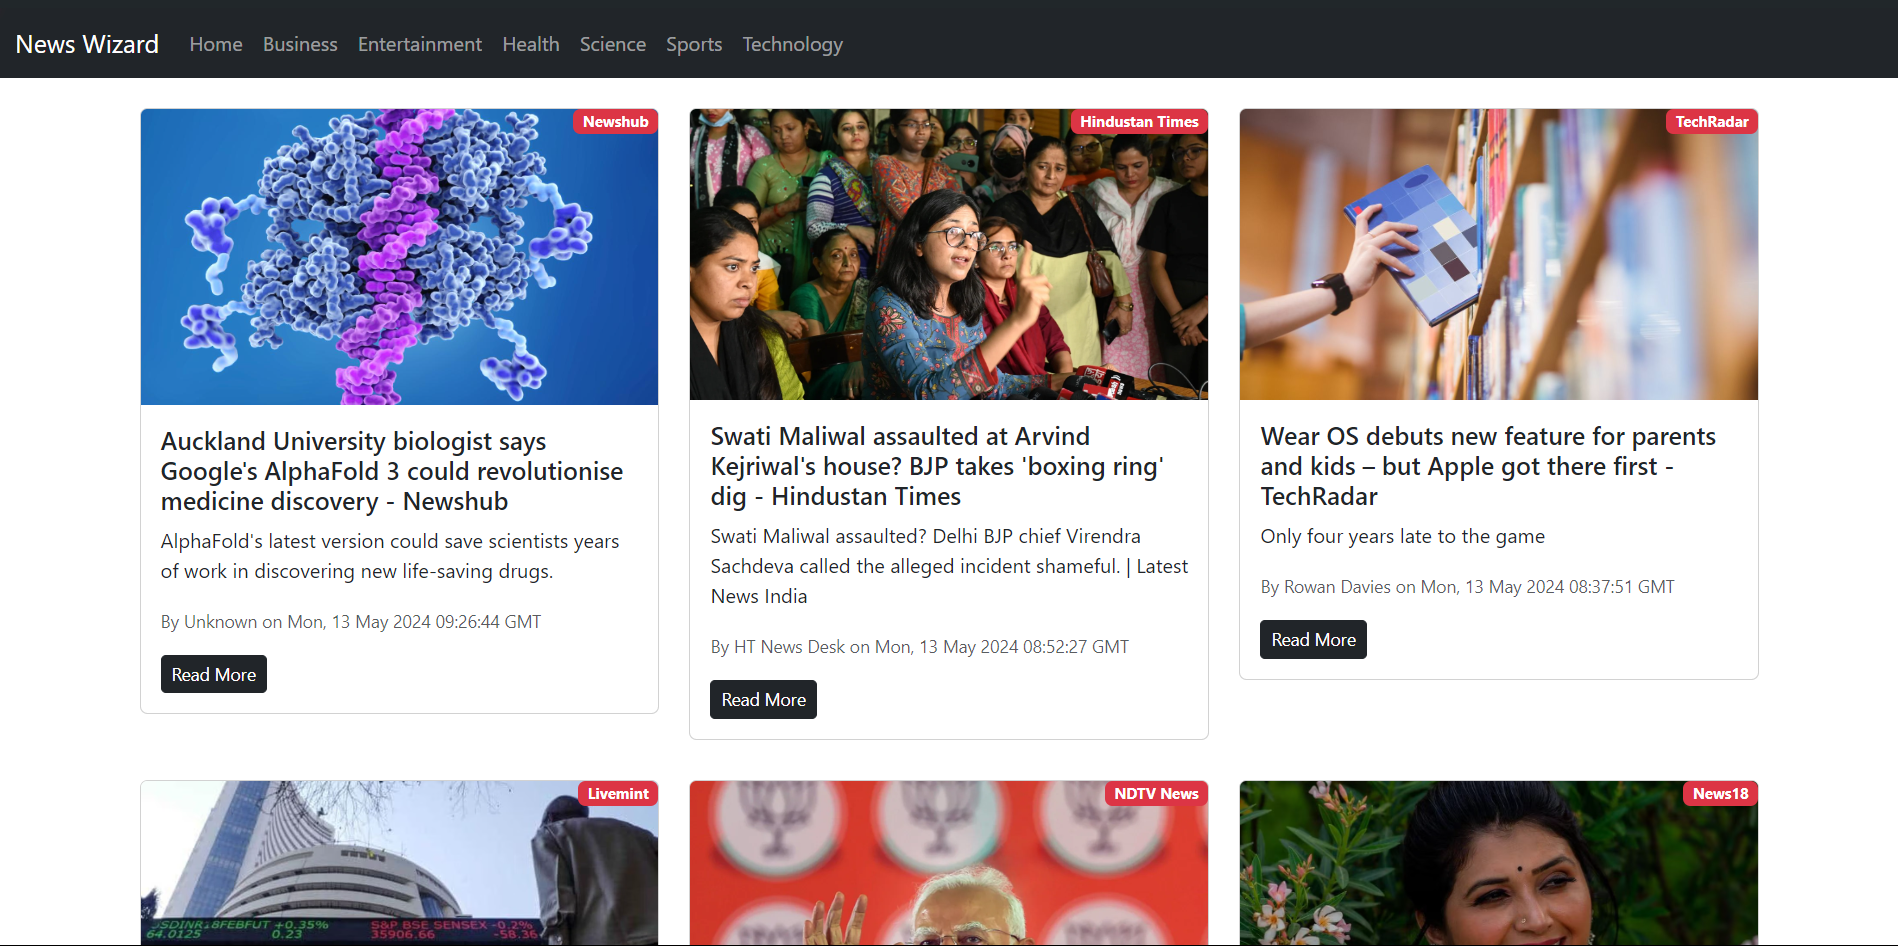 News Wizard Home Business Entertainment Health Science Sports Technology
Newshub
Auckland University biologist says
Google's AlphaFold 3 could revolutionise
medicine discovery - Newshub
AlphaFold's latest version could save scientists years
of work in discovering new life-saving drugs.
By Unknown on Mon, 13 May 2024 09:26:44 GMT
Read More
Hindustan Times
Swati Maliwal assaulted at Arvind
Kejriwal's house? BJP takes 'boxing ring'
dig - Hindustan Times
Swati Maliwal assaulted? Delhi BJP chief Virendra
Sachdeva called the alleged incident shameful. | Latest
News India
By HT News Desk on Mon, 13 May 2024 08:52:27 GMT
Read More
TechRadar
Wear OS debuts new feature for parents
and kids – but Apple got there first -
TechRadar
Only four years late to the game
By Rowan Davies on Mon, 13 May 2024 08:37:51 GMT
Read More
Livemint
FEBFUT +0.35% S&P BSE SENSEX -0.2%
64.0125 0.23 35906.66 -58.36
NDTV News
News18